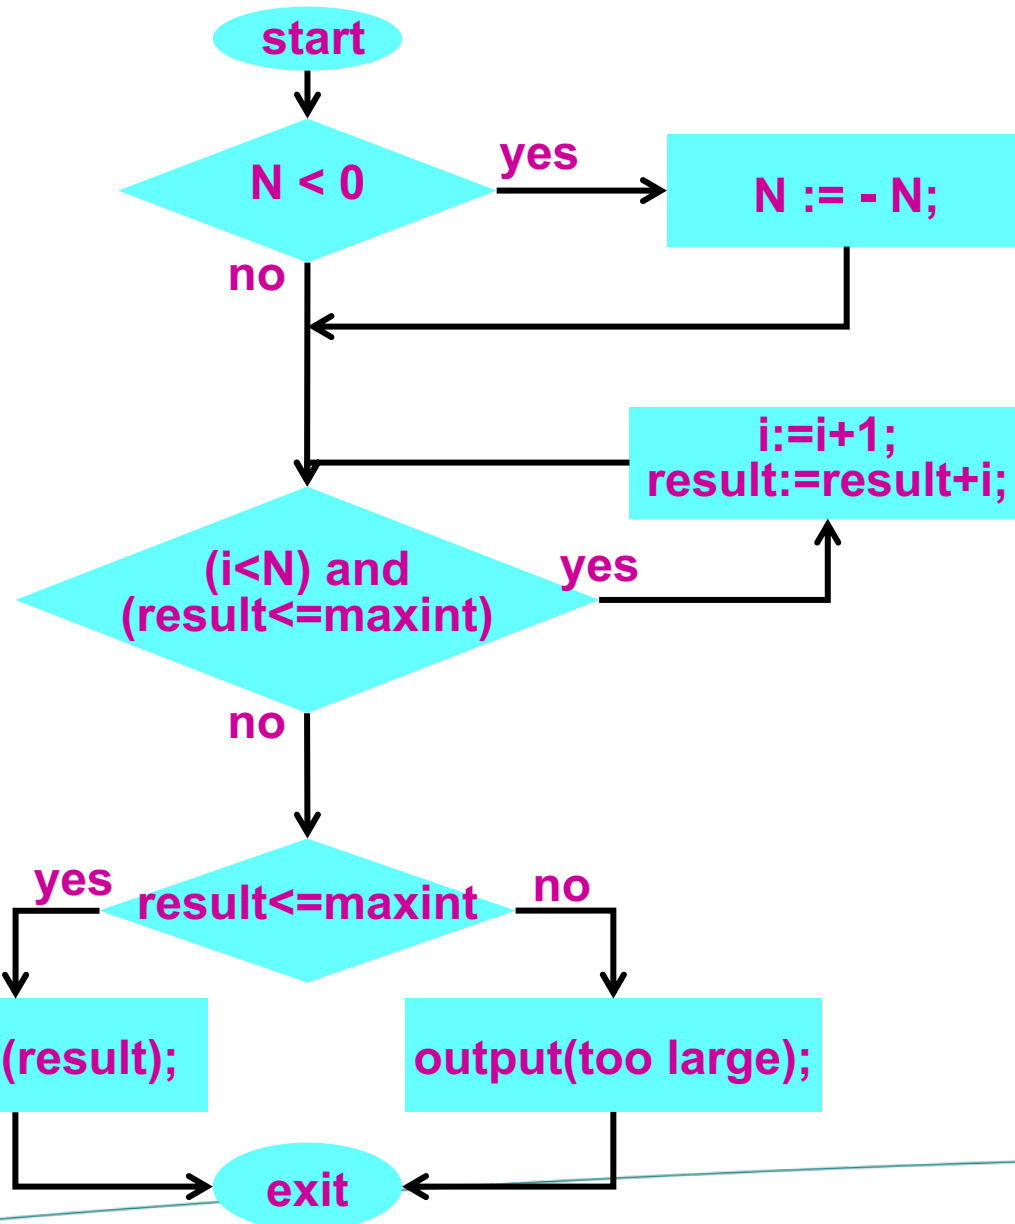 start
N < 0
yes
N := - N;
no
i:=i+1;
result:=result+i;
(i<N) and
(result<=maxint)
yes
no
yes
result<=maxint
no
(result);
output(too large);
exit